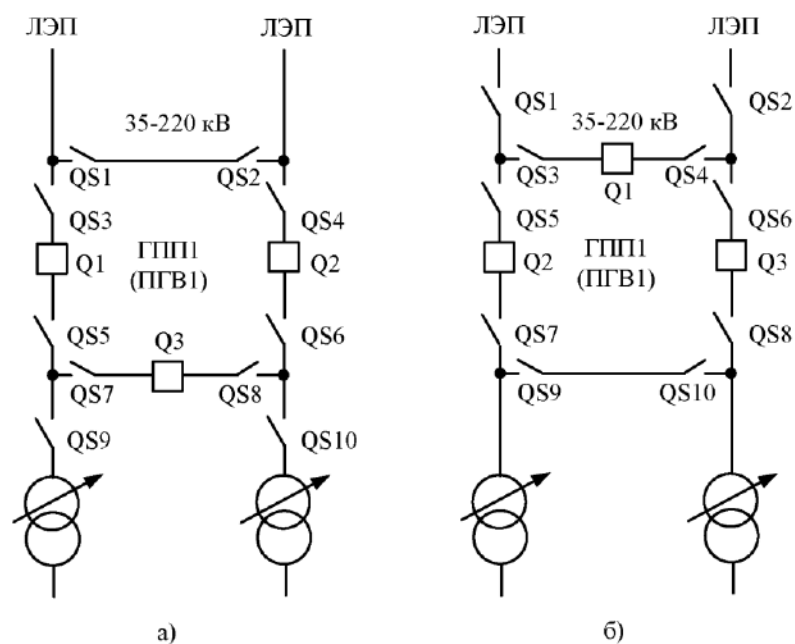 ЛЭП
ЛЭП
35-220 кВ
QS1
QS2
QS3
QS4
Q1
ГПП1
(ПГВ1)
Q2
QS5
Q3
QS6
QS7
QS8
QS9
QS10
а)
ЛЭП
ЛЭП
QS1
QS2
35-220 кВ
QS3
Q1
QS4
QS5
QS6
Q2
ГПП1
(ПГВ1)
Q3
QS7
QS8
QS9
QS10
б)